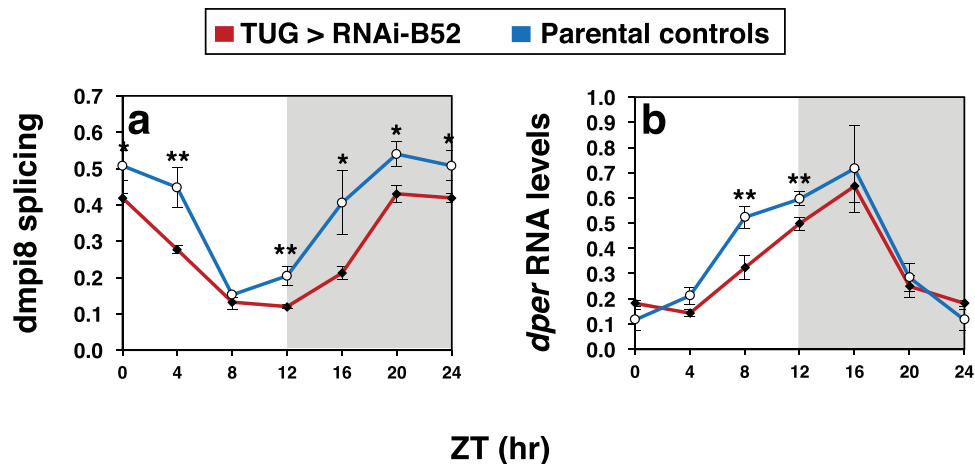 TUG > RNAi-B52 Parental controls
a
dmpi8 splicing
0.7
0.6
0.5
0.4
0.3
0.2
0.1
0.0
* ** ** * * *
0 4 8 12 16 20 24
b
dper RNA levels
1.0
0.9
0.8
0.7
0.6
0.5
0.4
0.3
0.2
0.1
0.0
** **
0 4 8 12 16 20 24
ZT (hr)